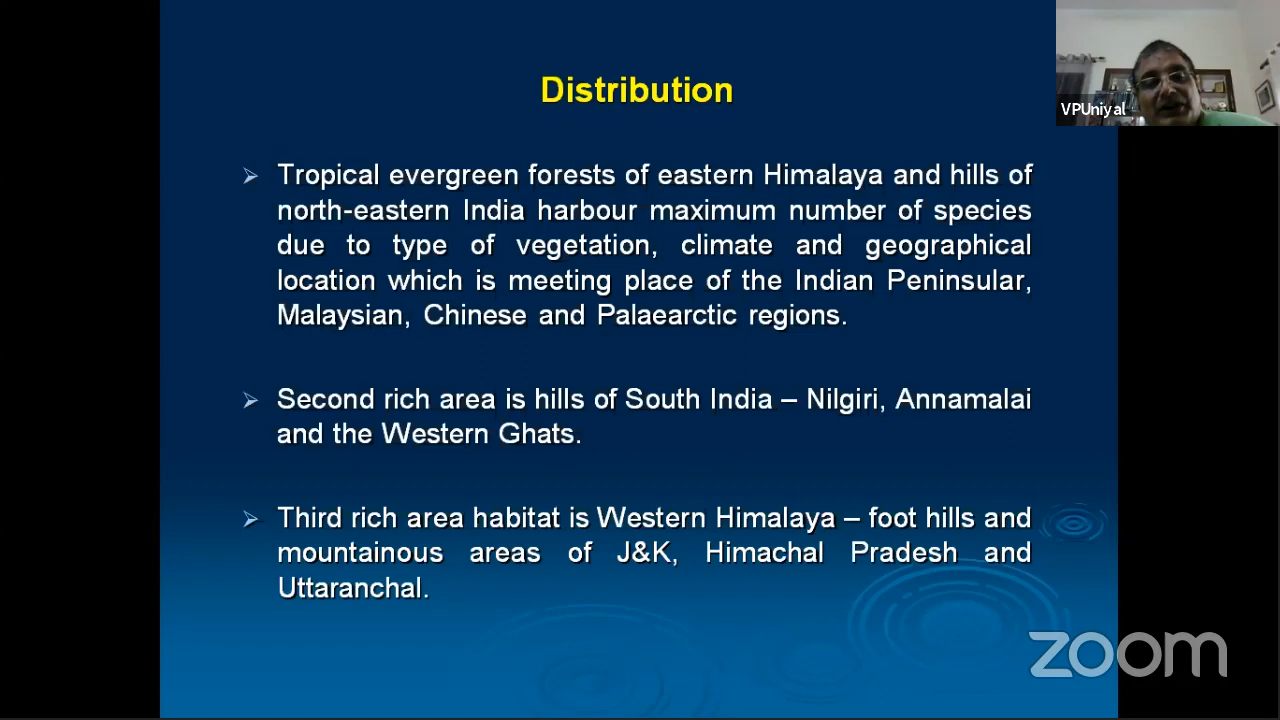 Distribution
VPUniyal
Tropical evergreen forests of eastern Himalaya and hills of
north-eastern India harbour maximum number of species
due to type of vegetation, climate and geographical
location which is meeting place of the Indian Peninsular,
Malaysian, Chinese and Palaearctic regions.
Second rich area is hills of South India – Nilgiri, Annamalai
and the Western Ghats.
Third rich area habitat is Western Himalaya – foot hills and
mountainous areas of J&K, Himachal Pradesh and
Uttaranchal.
zoom